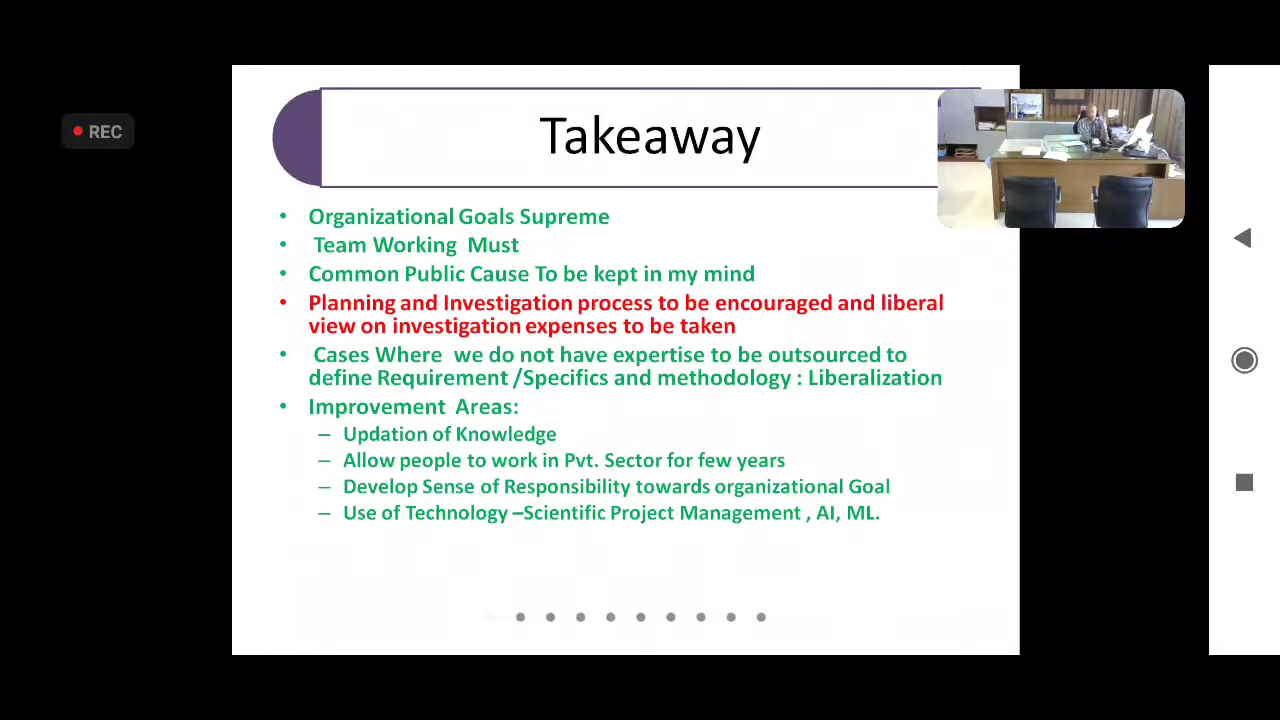 REC
Takeaway
• Organizational Goals Supreme
• Team Working Must
• Common Public Cause To be kept in my mind
• Planning and Investigation process to be encouraged and liberal
view on investigation expenses to be taken
• Cases Where we do not have expertise to be outsourced to
define Requirement /Specifics and methodology : Liberalization
• Improvement Areas:
– Updation of Knowledge
– Allow people to work in Pvt. Sector for few years
– Develop Sense of Responsibility towards organizational Goal
– Use of Technology –Scientific Project Management , AI, ML.